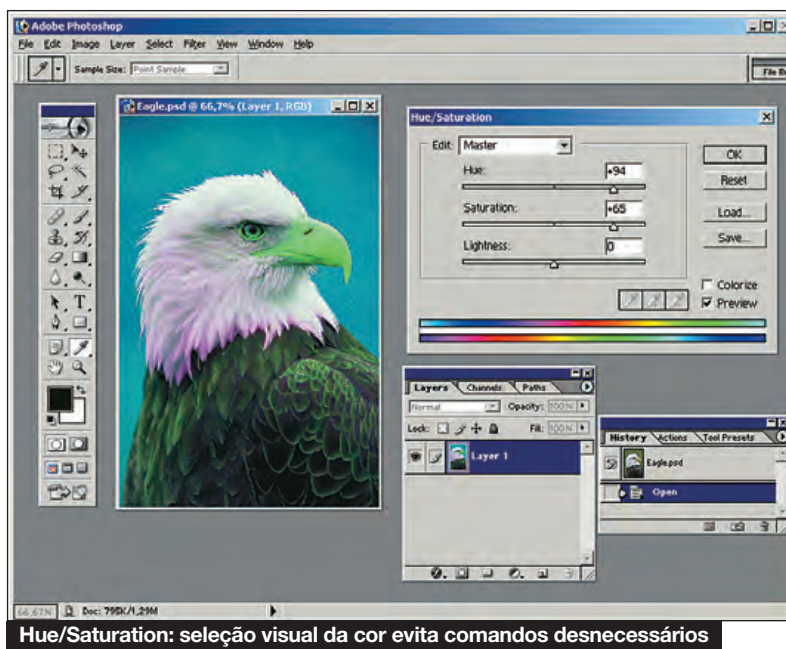 Adobe Photoshop
File Edit Image Layer Select Filter View Window Help
Sample Size: Point Sample
File B
Eagle.psd @ 66,7% (Layer 1, RGB)
Hue/Saturation
Edit: Master
OK
Hue: +94
Reset
Saturation: +65
Load...
Lightness: 0
Save...
Colorize
Preview
Layers Channels Paths
Normal Opacity: 100%
Lock: Fill: 100%
Layer 1
History Actions Tool Presets
Eagle.psd
Open
66,67% Doc: 795K/1,29M
Hue/Saturation: seleção visual da cor evita comandos desnecessários